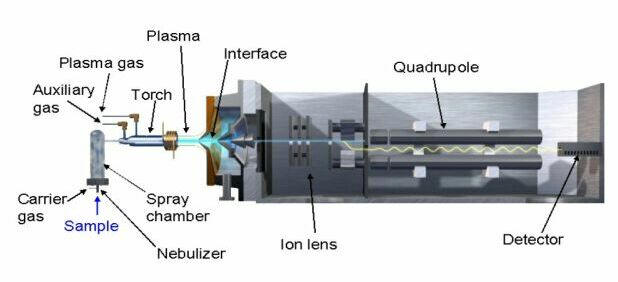 Plasma
Plasma gas
Interface
Auxiliary
gas
Torch
Quadrupole
Carrier
gas
Spray
chamber
Sample
Nebulizer
Ion lens
Detector